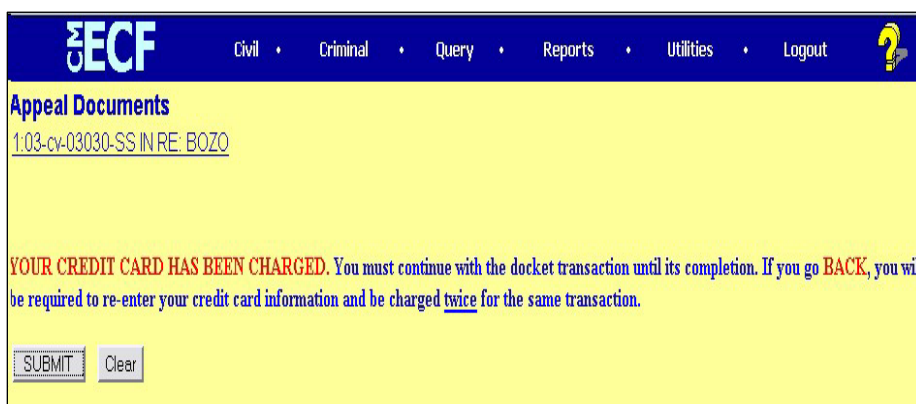 CM ECF Civil • Criminal • Query • Reports • Utilities • Logout ?
Appeal Documents
1:03-cv-03030-SS IN RE: BOZO
YOUR CREDIT CARD HAS BEEN CHARGED. You must continue with the docket transaction until its completion. If you go BACK, you wil
be required to re-enter your credit card information and be charged twice for the same transaction.
SUBMIT Clear